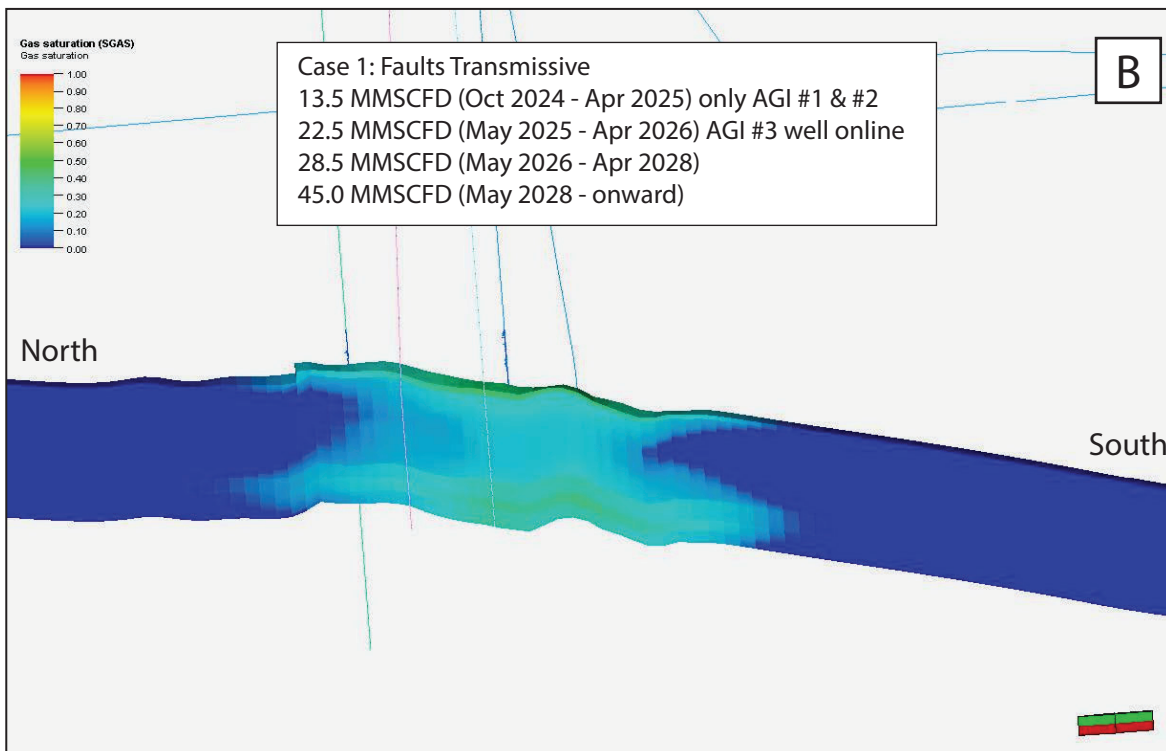 Gas saturation (SGAS)
Gas saturation
1.00
0.90
0.80
0.70
0.60
0.50
0.40
0.30
0.20
0.10
0.00
Case 1: Faults Transmissive
13.5 MMSCFD (Oct 2024 - Apr 2025) only AGI #1 & #2
22.5 MMSCFD (May 2025 - Apr 2026) AGI #3 well online
28.5 MMSCFD (May 2026 - Apr 2028)
45.0 MMSCFD (May 2028 - onward)
B
North
South